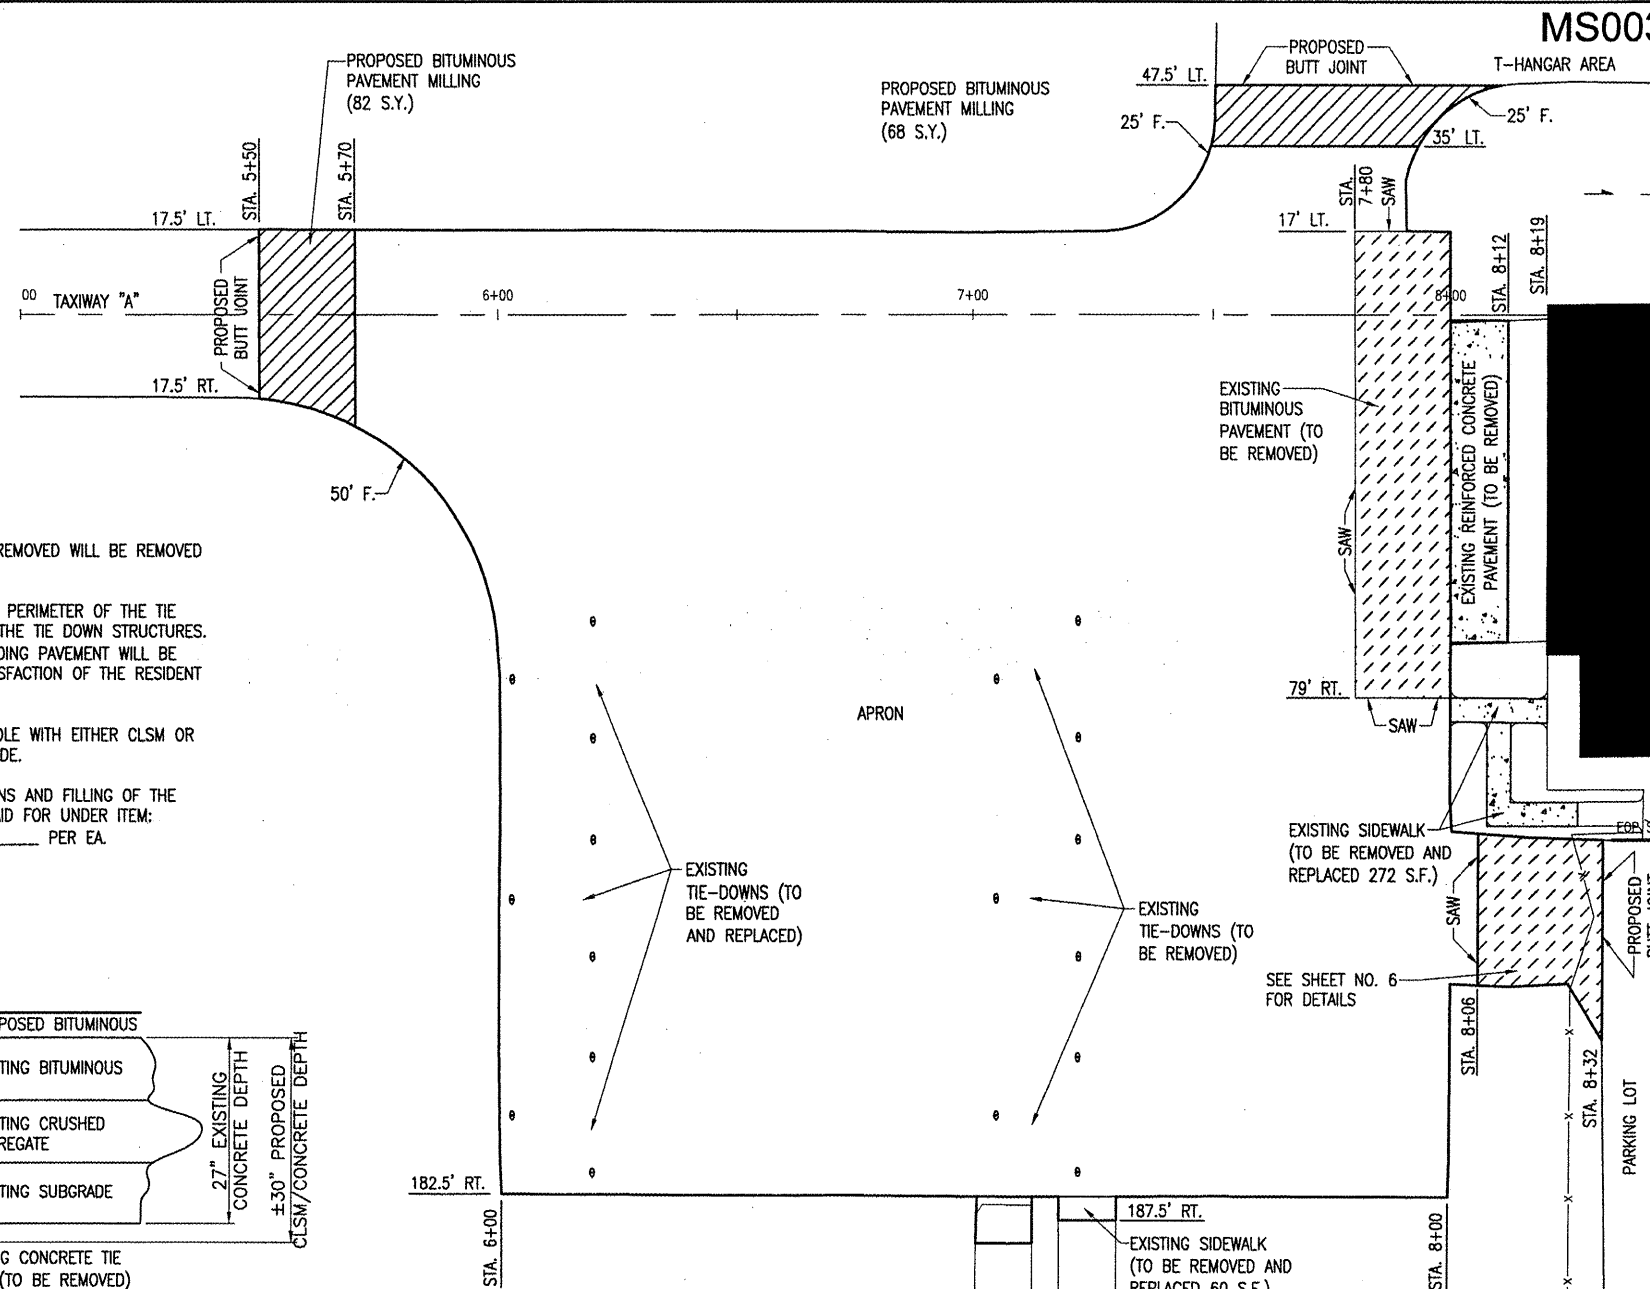 MS003
PROPOSED BITUMINOUS
PAVEMENT MILLING
(82 S.Y.)
PROPOSED BITUMINOUS
PAVEMENT MILLING
(68 S.Y.)
PROPOSED
BUTT JOINT
T-HANGAR AREA
47.5' LT.
25' F.
25' F.
35' LT.
STA. 5+50
STA. 5+70
STA.
7+80
SAW
17.5' LT.
17' LT.
STA. 8+12
STA. 8+19
00
TAXIWAY "A"
PROPOSED
BUTT JOINT
6+00
7+00
8+00
17.5' RT.
EXISTING
BITUMINOUS
PAVEMENT (TO
BE REMOVED)
EXISTING REINFORCED CONCRETE
PAVEMENT (TO BE REMOVED)
50' F.
SAW
REMOVED WILL BE REMOVED
PERIMETER OF THE TIE
THE TIE DOWN STRUCTURES.
DING PAVEMENT WILL BE
SFACTION OF THE RESIDENT
OLE WITH EITHER CLSM OR
DE.
NS AND FILLING OF THE
ID FOR UNDER ITEM:
____ PER EA.
APRON
79' RT.
SAW
EXISTING SIDEWALK
(TO BE REMOVED AND
REPLACED 272 S.F.)
SAW
PROPOSED
EXISTING
TIE-DOWNS (TO
BE REMOVED
AND REPLACED)
EXISTING
TIE-DOWNS (TO
BE REMOVED)
SEE SHEET NO. 6
FOR DETAILS
STA. 8+06
STA. 8+32
PARKING LOT
POSED BITUMINOUS
TING BITUMINOUS
TING CRUSHED
REGATE
TING SUBGRADE
27" EXISTING
CONCRETE DEPTH
±30" PROPOSED
CLSM/CONCRETE DEPTH
G CONCRETE TIE
(TO BE REMOVED)
182.5' RT.
STA. 6+00
187.5' RT.
EXISTING SIDEWALK
(TO BE REMOVED AND
REPLACED 60 S.F.)
STA. 8+00